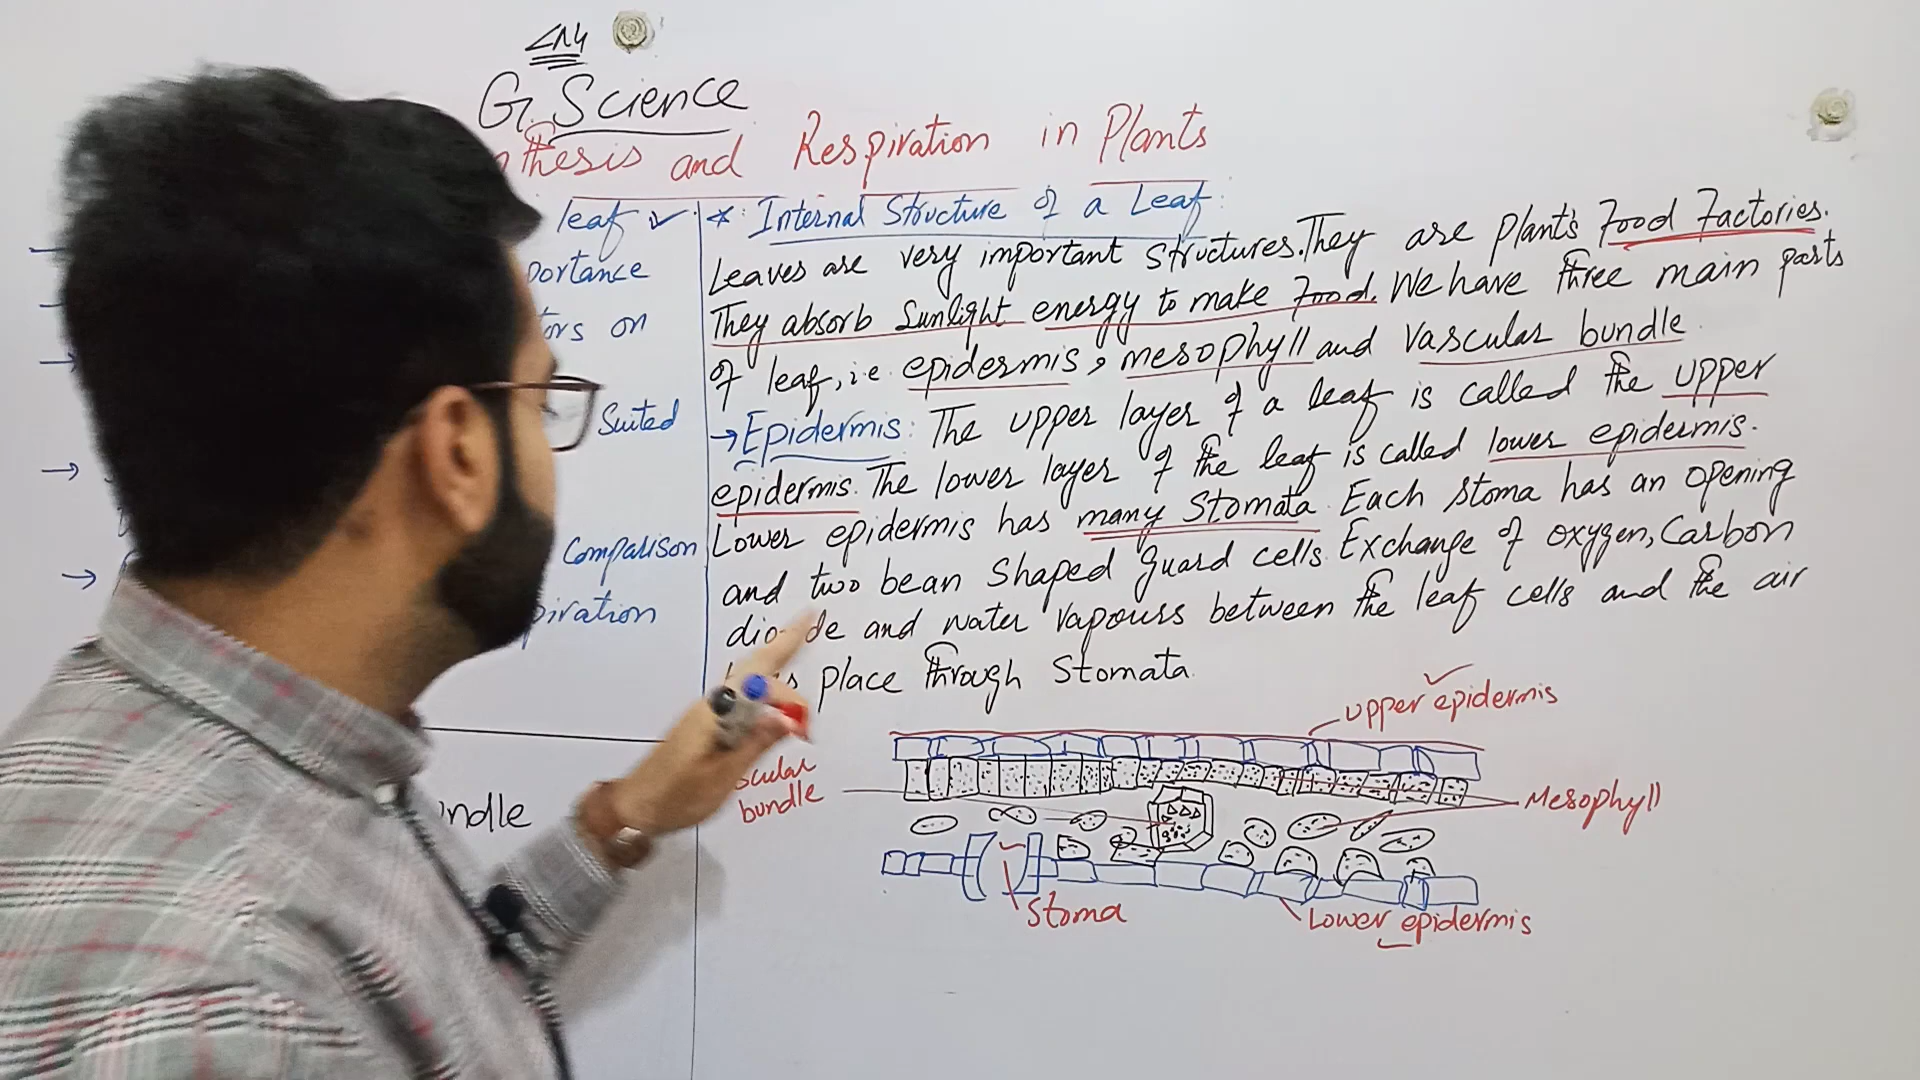 G. Science
thesis and Respiration in Plants
leaf ✓
portance
tors on
Suited
Comparison
piration
ndle
* Internal Structure of a Leaf:
Leaves are very important structures. They are plant's Food Factories.
They absorb Sunlight energy to make Food. We have three main parts
of leaf, i.e. epidermis, mesophyll and vascular bundle.
→ Epidermis: The upper layer of a leaf is called the upper
epidermis. The lower layer of the leaf is called lower epidermis.
Lower epidermis has many Stomata. Each stoma has an opening
and two bean shaped guard cells. Exchange of oxygen, Carbon
de and water vapours between the leaf cells and the air
place through Stomata.
upper epidermis
scular
bundle
Mesophyll
Stoma
Lower epidermis